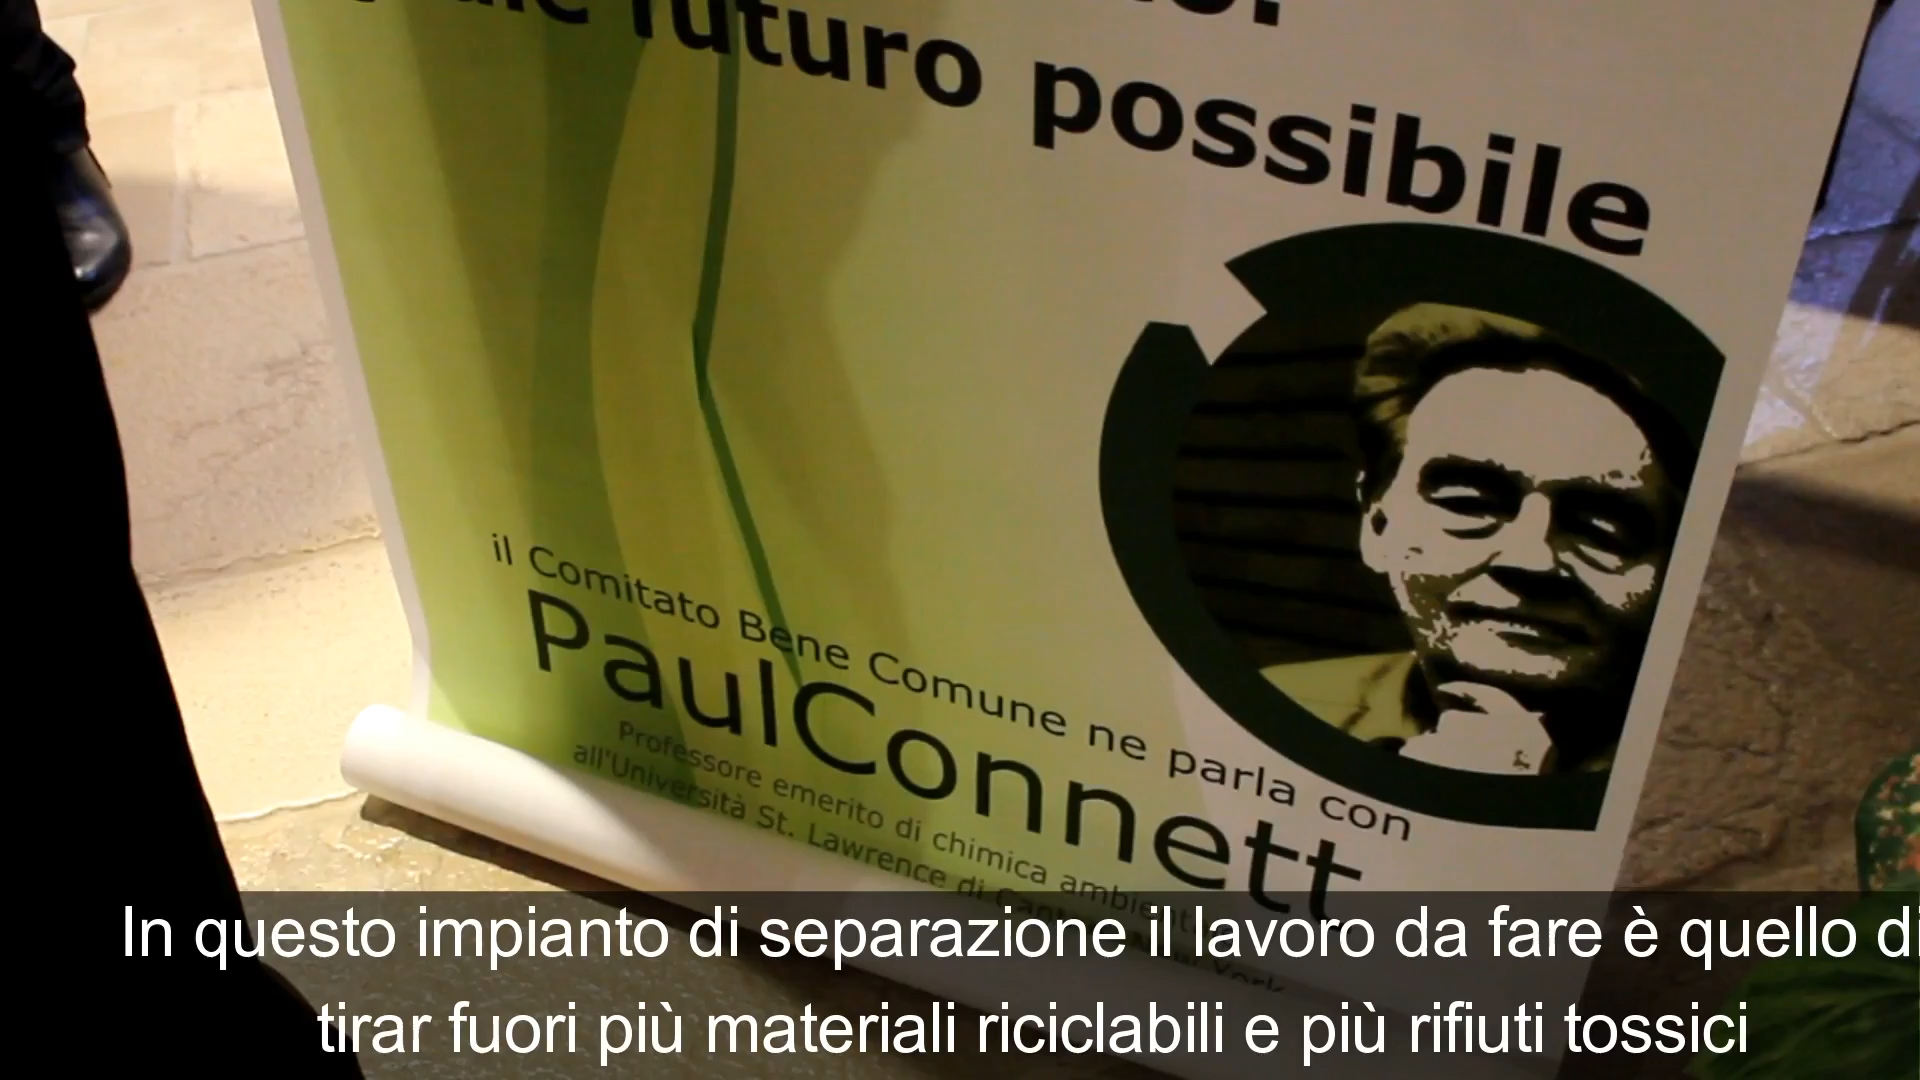 futuro possibile
il Comitato Bene Comune ne parla con
PaulConnett
Professore emerito di chimica
all'Università St. Lawrence di
In questo impianto di separazione il lavoro da fare è quello di
tirar fuori più materiali riciclabili e più rifiuti tossici